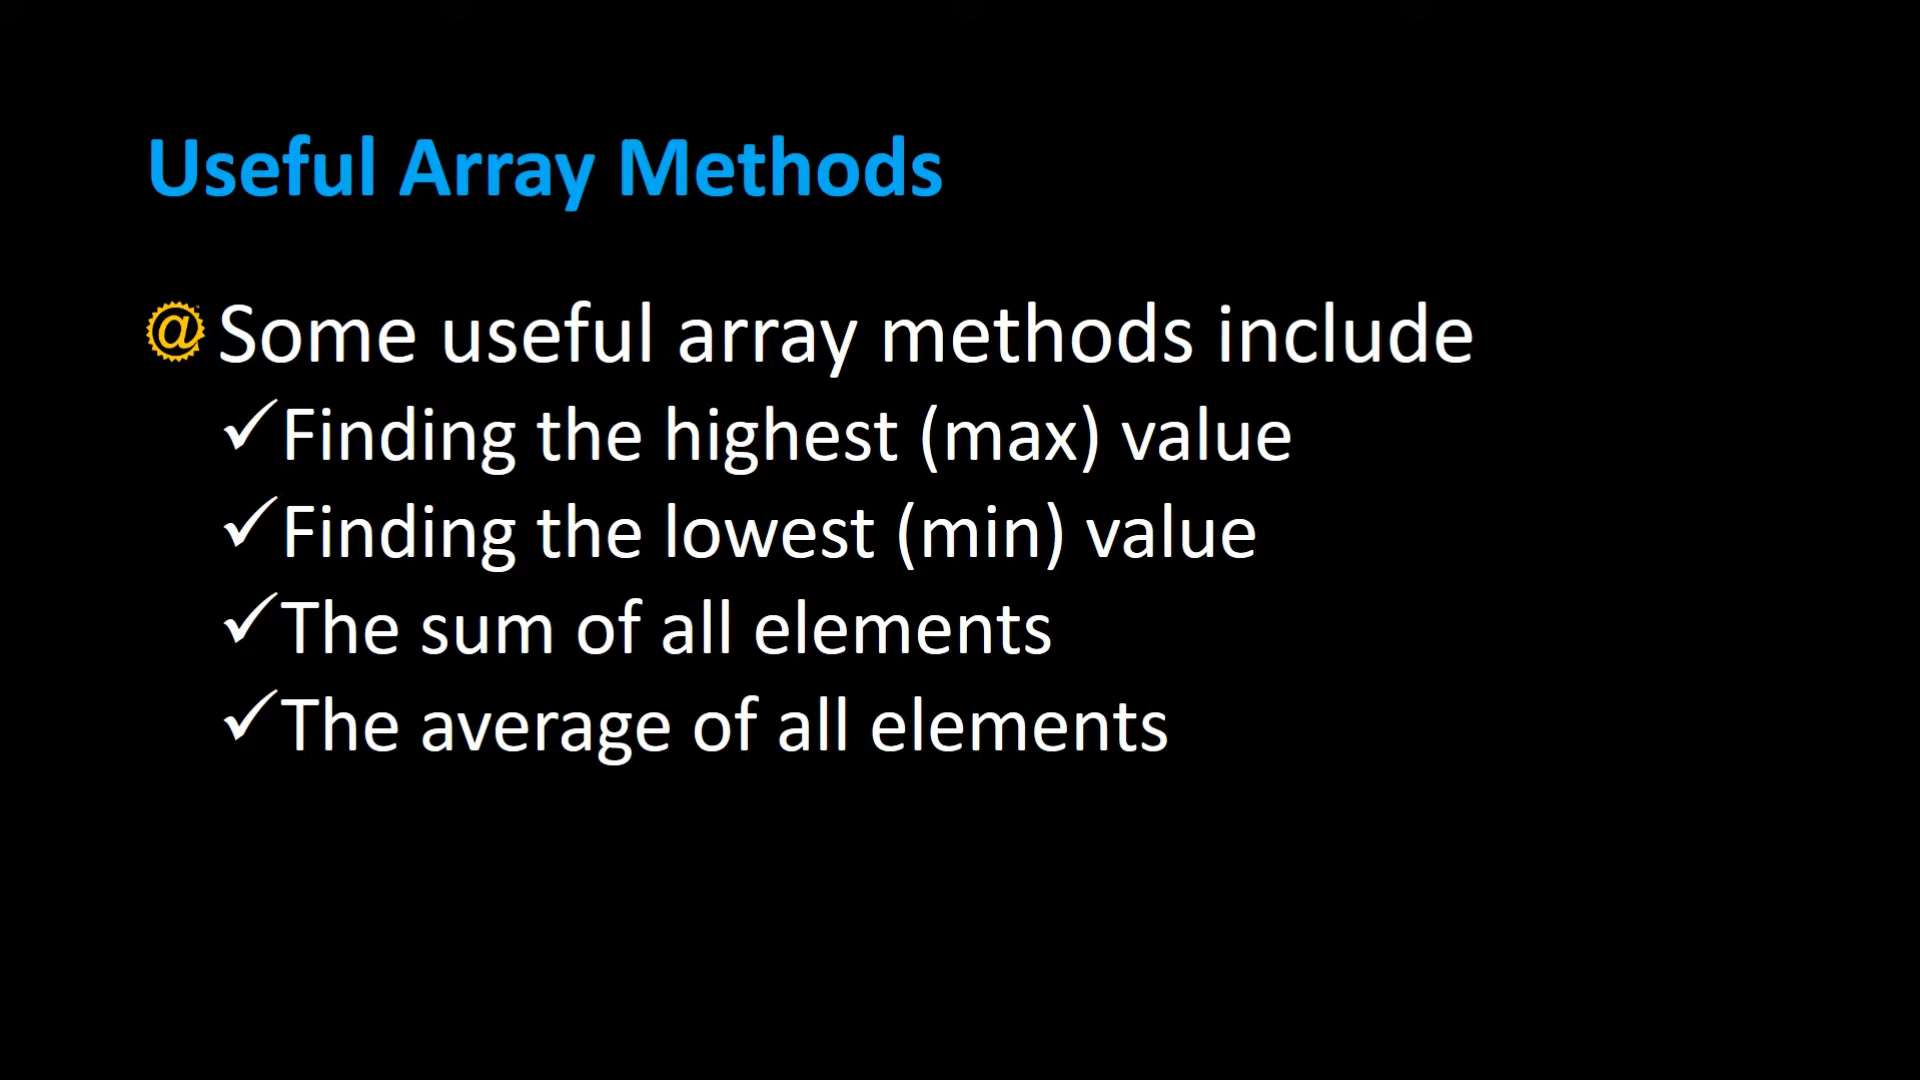 Useful Array Methods
@ Some useful array methods include
✓Finding the highest (max) value
✓Finding the lowest (min) value
✓The sum of all elements
✓The average of all elements